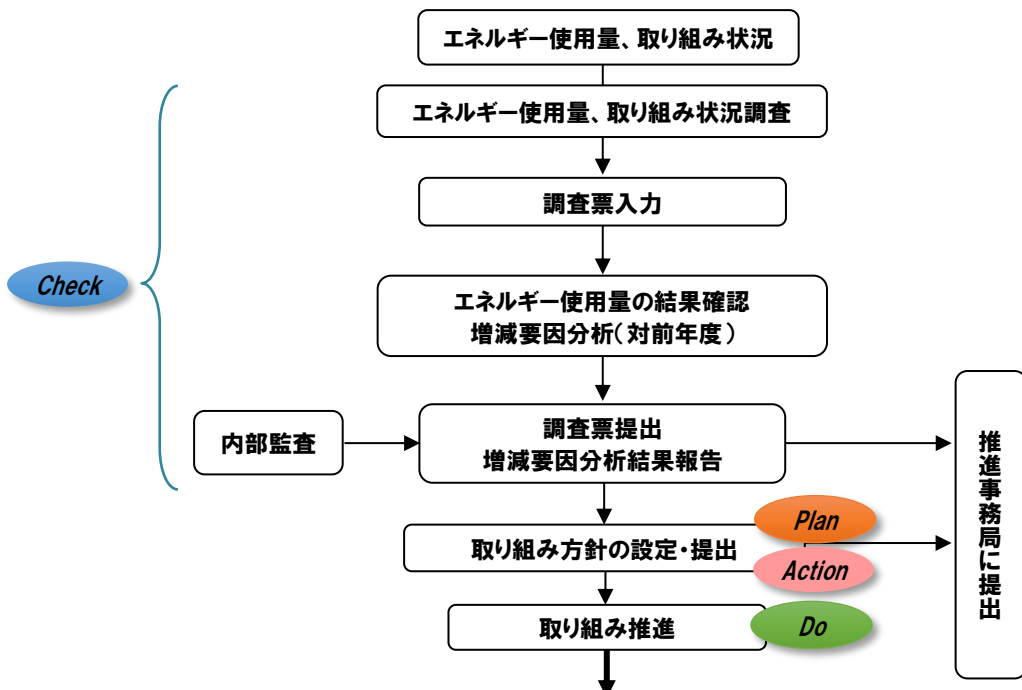 エネルギー使用量、取り組み状況
エネルギー使用量、取り組み状況調査
調査票入力
Check
エネルギー使用量の結果確認
増減要因分析(対前年度)
内部監査
調査票提出
増減要因分析結果報告
推進事務局に提出
Plan
取り組み方針の設定・提出
Action
取り組み推進
Do